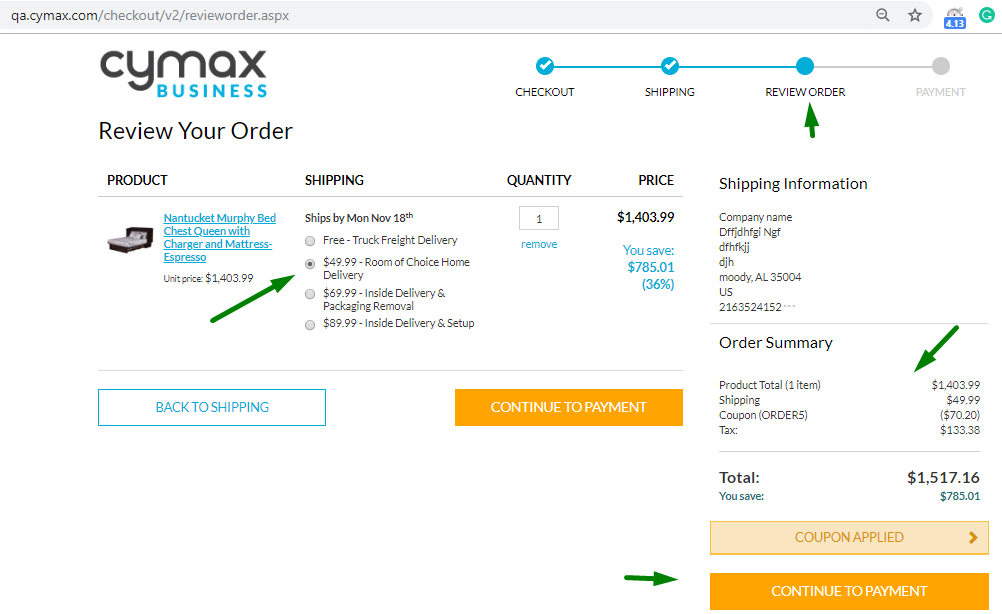 qa.cymax.com/checkout/v2/revieworder.aspx
4.13
cymax
BUSINESS
CHECKOUT
SHIPPING
REVIEW ORDER
PAYMENT
Review Your Order
PRODUCT
SHIPPING
QUANTITY
PRICE
Nantucket Murphy Bed
Chest Queen with
Charger and Mattress-
Espresso
Unit price: $1,403.99
Ships by Mon Nov 18th
Free - Truck Freight Delivery
$49.99 - Room of Choice Home
Delivery
$69.99 - Inside Delivery &
Packaging Removal
$89.99 - Inside Delivery & Setup
1
remove
$1,403.99
You save:
$785.01
(36%)
BACK TO SHIPPING
CONTINUE TO PAYMENT
Shipping Information
Company name
Dffjdhfgi Ngf
dfhfkjj
djh
moody, AL 35004
US
2163524152 ---
Order Summary
Product Total (1 item) $1,403.99
Shipping $49.99
Coupon (ORDER5) ($70.20)
Tax: $133.38
Total: $1,517.16
You save: $785.01
COUPON APPLIED
CONTINUE TO PAYMENT